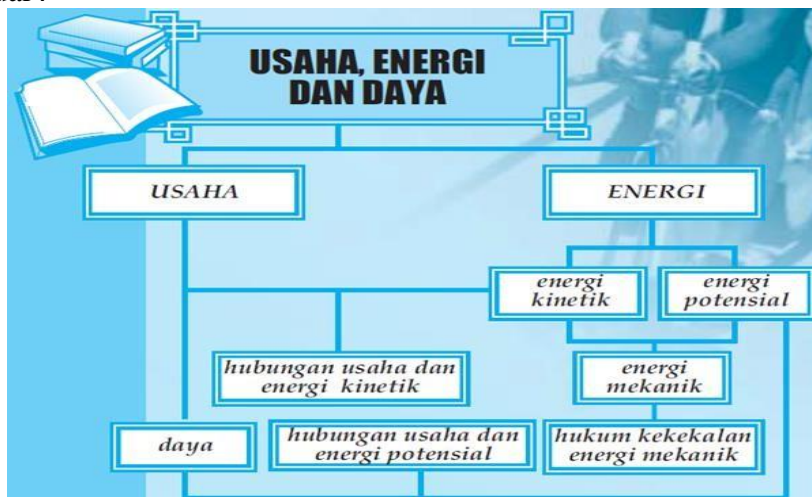 USAHA, ENERGI
DAN DAYA
USAHA
ENERGI
energi
kinetik
energi
potensial
hubungan usaha dan
energi kinetik
energi
mekanik
daya
hubungan usaha dan
energi potensial
hukum kekekalan
energi mekanik